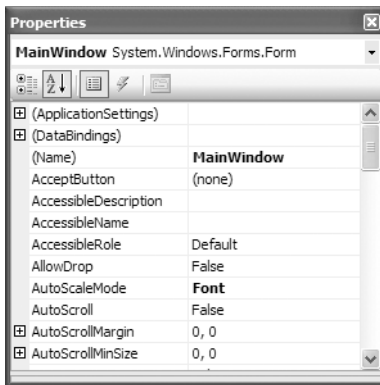 Properties
MainWindow System.Windows.Forms.Form
(ApplicationSettings)
(DataBindings)
(Name) MainWindow
AcceptButton (none)
AccessibleDescription
AccessibleName
AccessibleRole Default
AllowDrop False
AutoScaleMode Font
AutoScroll False
AutoScrollMargin 0, 0
AutoScrollMinSize 0, 0